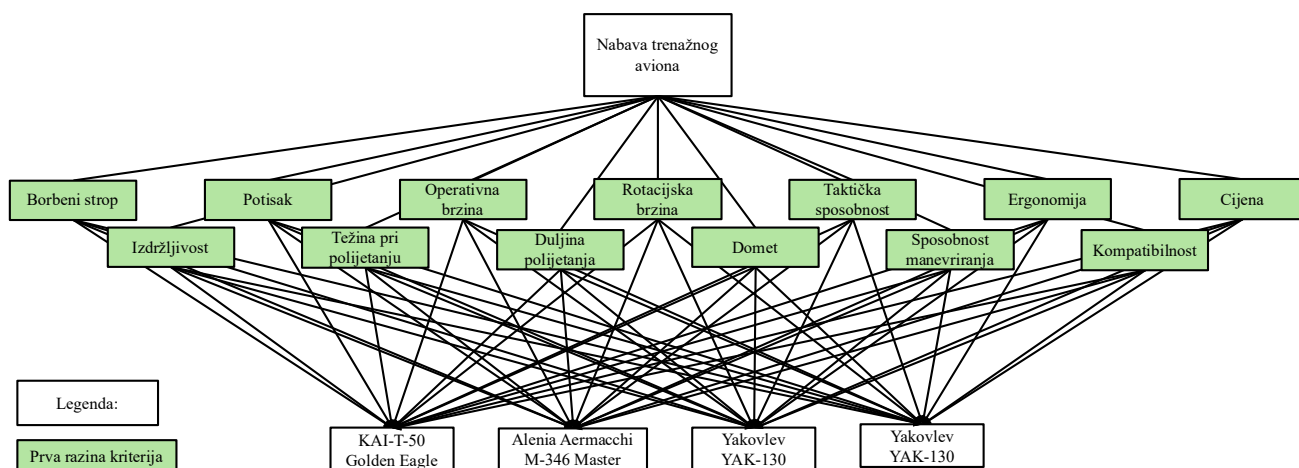 Nabava trenažnog
aviona
Borbeni strop
Potisak
Operativna
brzina
Rotacijska
brzina
Taktička
sposobnost
Ergonomija
Cijena
Izdržljivost
Težina pri
polijetanju
Duljina
polijetanja
Domet
Sposobnost
manevriranja
Kompatibilnost
Legenda:
Prva razina kriterija
KAI-T-50
Golden Eagle
Alenia Aermacchi
M-346 Master
Yakovlev
YAK-130
Yakovlev
YAK-130